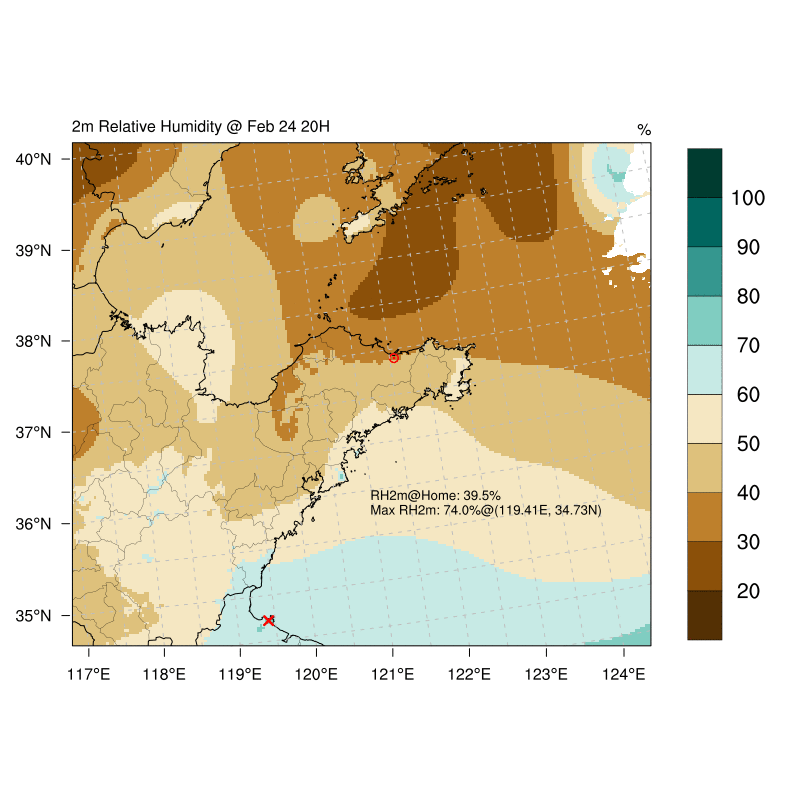 2m Relative Humidity @ Feb 24 20H
%
40°N
39°N
38°N
37°N
36°N
35°N
117°E
118°E
119°E
120°E
121°E
122°E
123°E
124°E
RH2m@Home: 39.5%
Max RH2m: 74.0%@(119.41E, 34.73N)
100
90
80
70
60
50
40
30
20